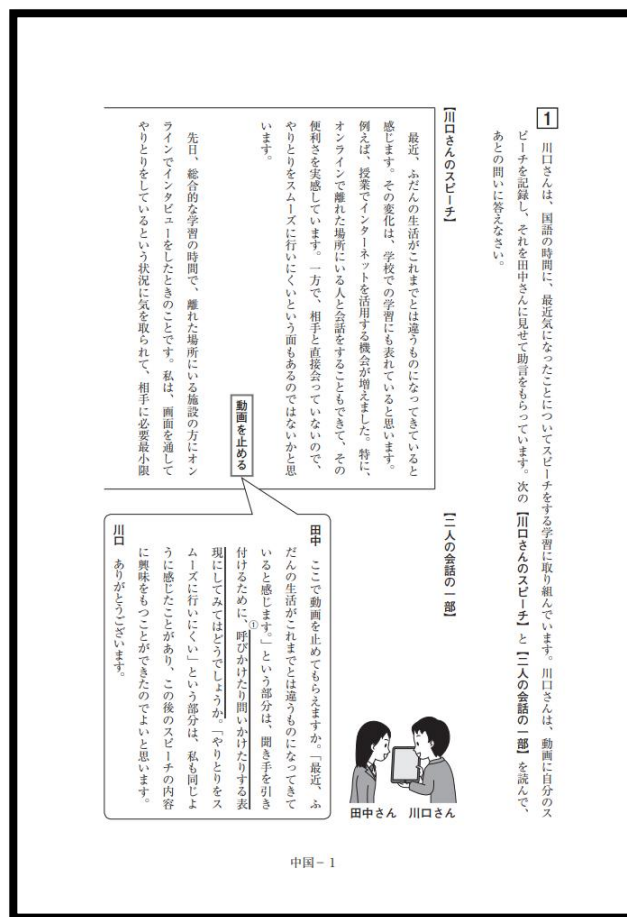 1
川口さんは、国語の時間に、最近気になったことについてスピーチをする学習に取り組んでいます。川口さんは、動画に自分のス
ピーチを記録し、それを田中さんに見せて助言をもらっています。次の【川口さんのスピーチ】と【二人の会話の一部】を読んで、
あとの問いに答えなさい。
【川口さんのスピーチ】
最近、ふだんの生活がこれまでとは違うものになってきていると
感じます。その変化は、学校での学習にも表れていると思います。
例えば、授業でインターネットを活用する機会が増えました。特に、
オンラインで離れた場所にいる人と会話をすることもできて、その
便利さを実感しています。一方で、相手と直接会っていないので、
やりとりをスムーズに行いにくいという面もあるのではないかと思
います。
動画を止める
先日、総合的な学習の時間で、離れた場所にいる施設の方にオン
ラインでインタビューをしたときのことです。私は、画面を通して
やりとりをしているという状況に気を取られて、相手に必要最小限
【二人の会話の一部】
田中さん 川口さん
田中 ここで動画を止めてもらえますか。「最近、ふ
だんの生活がこれまでとは違うものになってきて
いると感じます。」という部分は、聞き手を引き
付けるために、①呼びかけたり問いかけたりする表
現にしてみてはどうでしょうか。「やりとりをス
ムーズに行いにくい」という部分は、私も同じよ
うに感じたことがあり、この後のスピーチの内容
に興味をもつことができたのでよいと思います。
川口 ありがとうございます。
中国－1